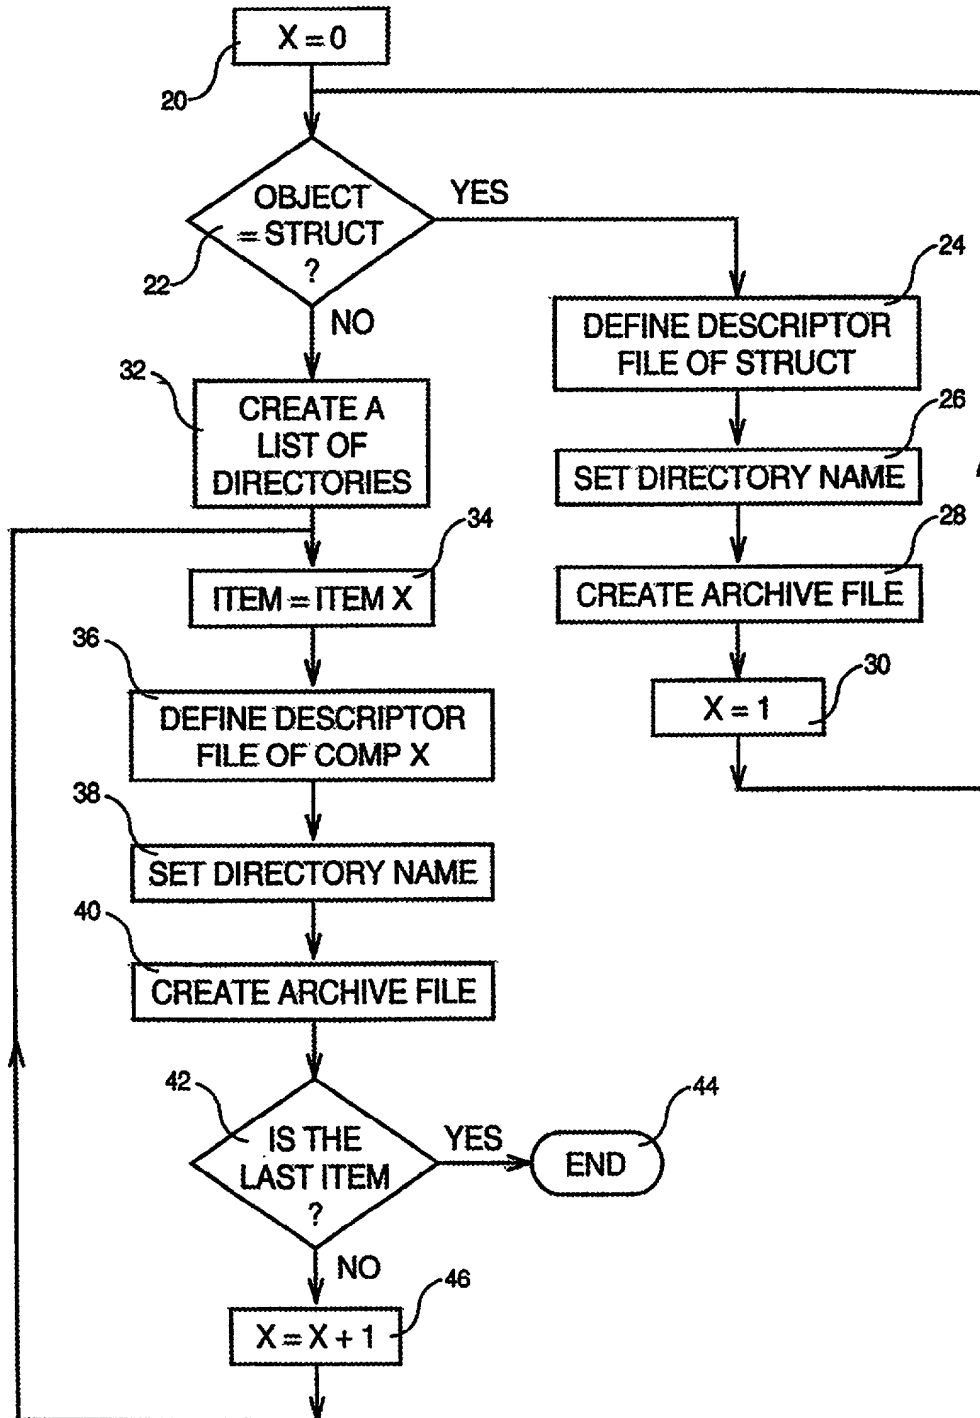 X = 0
20
OBJECT
= STRUCT
?
22
YES
NO
24
DEFINE DESCRIPTOR
FILE OF STRUCT
26
SET DIRECTORY NAME
28
CREATE ARCHIVE FILE
30
X = 1
32
CREATE A
LIST OF
DIRECTORIES
34
ITEM = ITEM X
36
DEFINE DESCRIPTOR
FILE OF COMP X
38
SET DIRECTORY NAME
40
CREATE ARCHIVE FILE
42
IS THE
LAST ITEM
?
YES
44
END
NO
46
X = X + 1